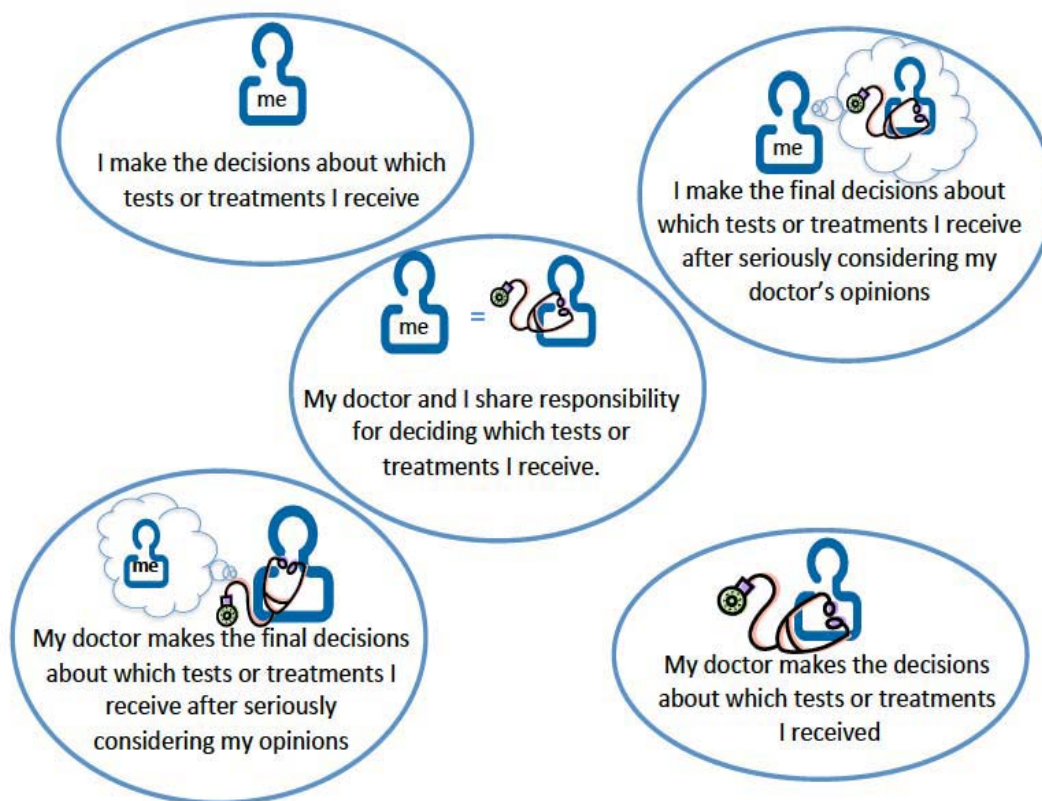 me
I make the decisions about which
tests or treatments I receive
me
I make the final decisions about
which tests or treatments I receive
after seriously considering my
doctor's opinions
me =
My doctor and I share responsibility
for deciding which tests or
treatments I receive.
me
My doctor makes the final decisions
about which tests or treatments I
receive after seriously
considering my opinions
My doctor makes the decisions
about which tests or treatments
I received